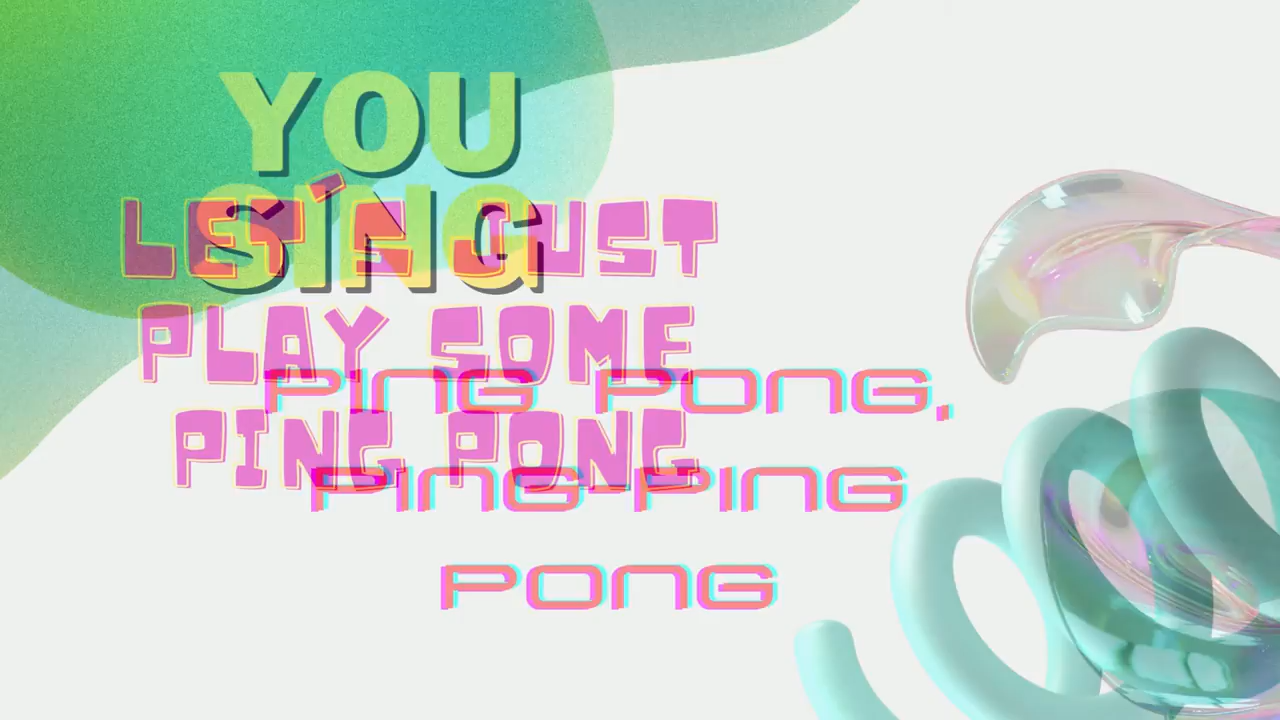 YOU
SING
LET'S JUST
PLAY SOME
PING PONG
PING PONG,
PING-PING
PONG